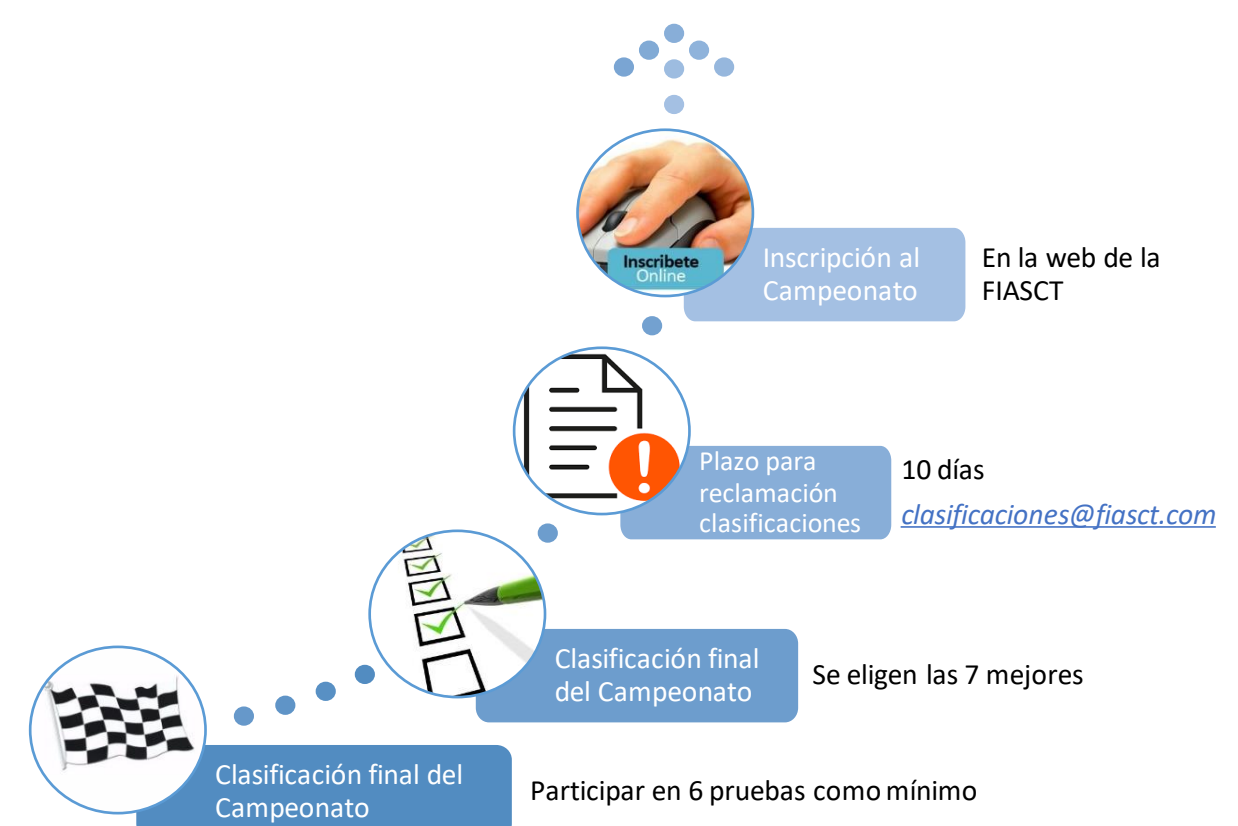 Inscribete
Online
Inscripción al
Campeonato
En la web de la
FIASCT
Plazo para
reclamación
clasificaciones
10 días
clasificaciones@fiasct.com
Clasificación final
del Campeonato
Se eligen las 7 mejores
Clasificación final del
Campeonato
Participar en 6 pruebas como mínimo